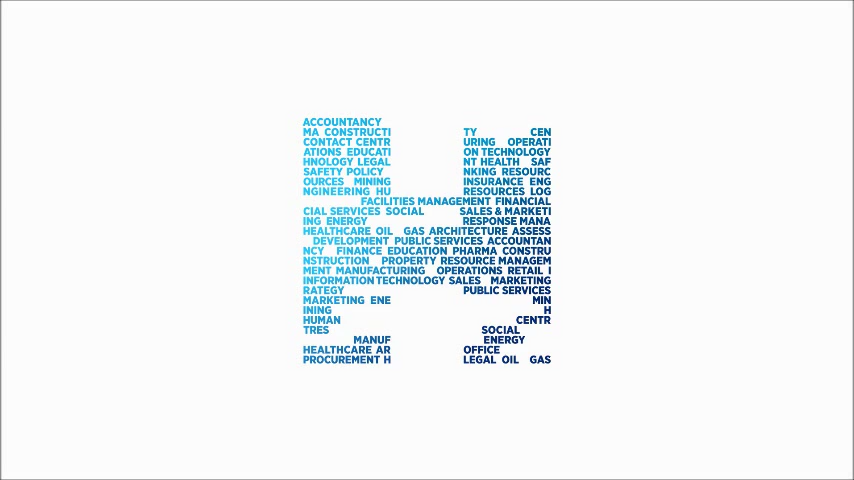 ACCOUNTANCY
MA CONSTRUCTI TY CEN
CONTACT CENTR URING OPERATI
ATIONS EDUCATI ON TECHNOLOGY
HNOLOGY LEGAL NT HEALTH SAF
SAFETY POLICY NKING RESOURC
OURCES MINING INSURANCE ENG
NGINEERING HU RESOURCES LOG
FACILITIES MANAGEMENT FINANCIAL
CIAL SERVICES SOCIAL SALES & MARKETI
ING ENERGY RESPONSE MANA
HEALTHCARE OIL GAS ARCHITECTURE ASSESS
DEVELOPMENT PUBLIC SERVICES ACCOUNTAN
NCY FINANCE EDUCATION PHARMA CONSTRU
NSTRUCTION PROPERTY RESOURCE MANAGEM
MENT MANUFACTURING OPERATIONS RETAIL I
INFORMATION TECHNOLOGY SALES MARKETING
RATEGY PUBLIC SERVICES
MARKETING ENE MIN
INING H
HUMAN CENTR
TRES SOCIAL
MANUF ENERGY
HEALTHCARE AR OFFICE
PROCUREMENT H LEGAL OIL GAS